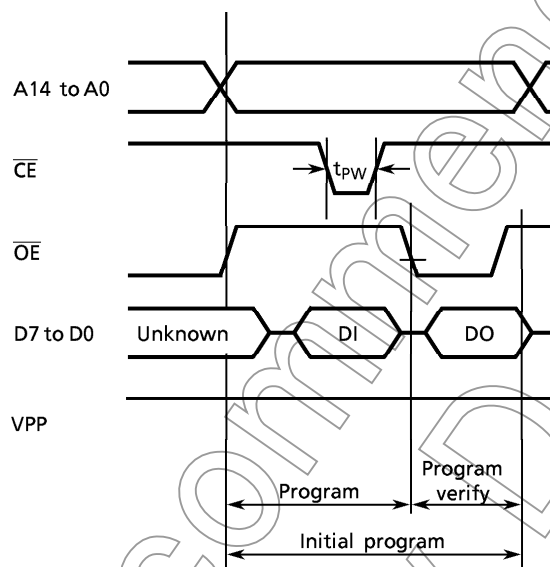 A14 to A0
CE
tPW
OE
D7 to D0
Unknown
DI
DO
VPP
Program
Program
verify
Initial program